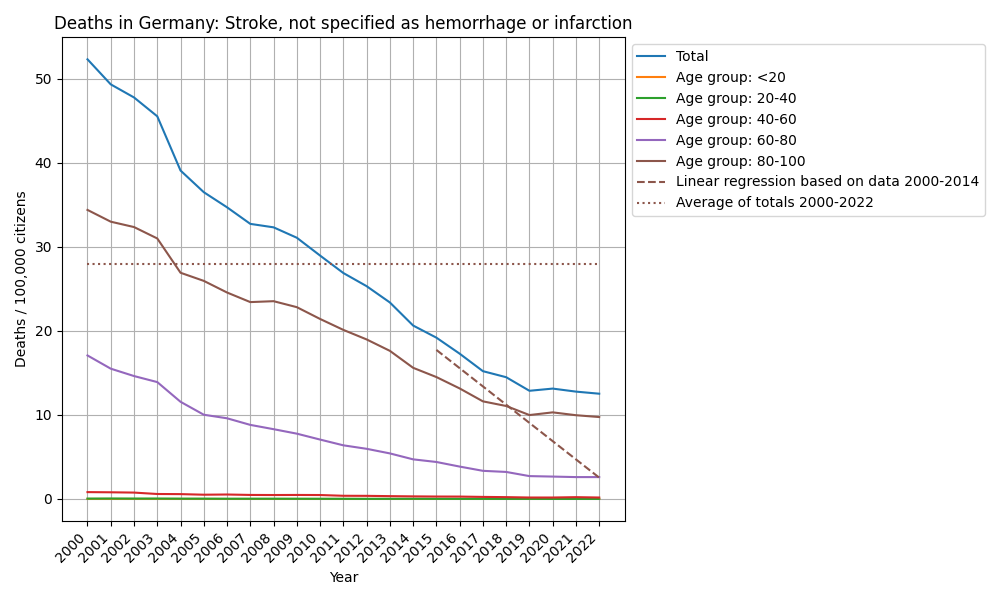 Deaths in Germany: Stroke, not specified as hemorrhage or infarction
Total
Age group: <20
Age group: 20-40
Age group: 40-60
Age group: 60-80
Age group: 80-100
Linear regression based on data 2000-2014
Average of totals 2000-2022
Deaths / 100,000 citizens
50
40
30
20
10
0
2000
2001
2002
2003
2004
2005
2006
2007
2008
2009
2010
2011
2012
2013
2014
2015
2016
2017
2018
2019
2020
2021
2022
Year